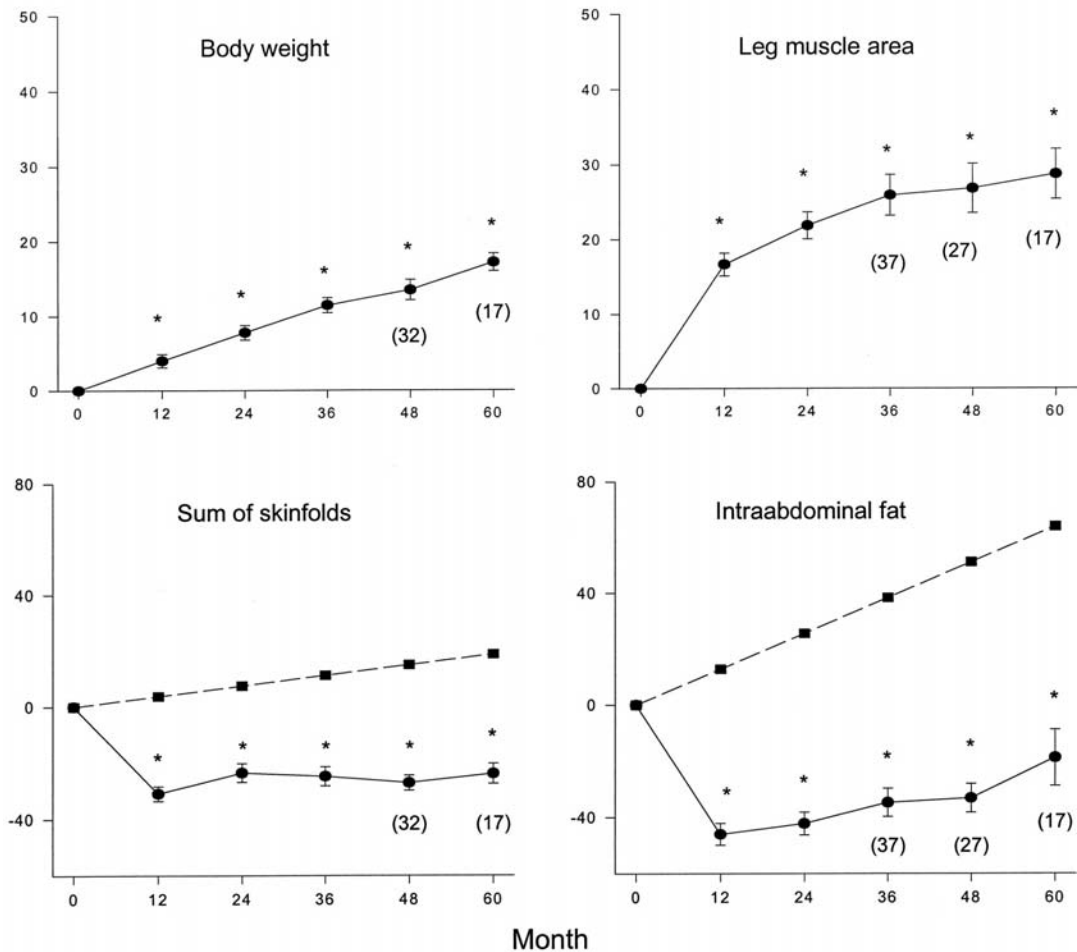 Body weight
50
40
30
20
10
0
* * * * *
(32) (17)
0 12 24 36 48 60
Leg muscle area
50
40
30
20
10
0
* * * * *
(37) (27) (17)
0 12 24 36 48 60
Sum of skinfolds
80
40
0
-40
* * * * *
(32) (17)
0 12 24 36 48 60
Intraabdominal fat
80
40
0
-40
* * * * *
(37) (27) (17)
0 12 24 36 48 60
Month